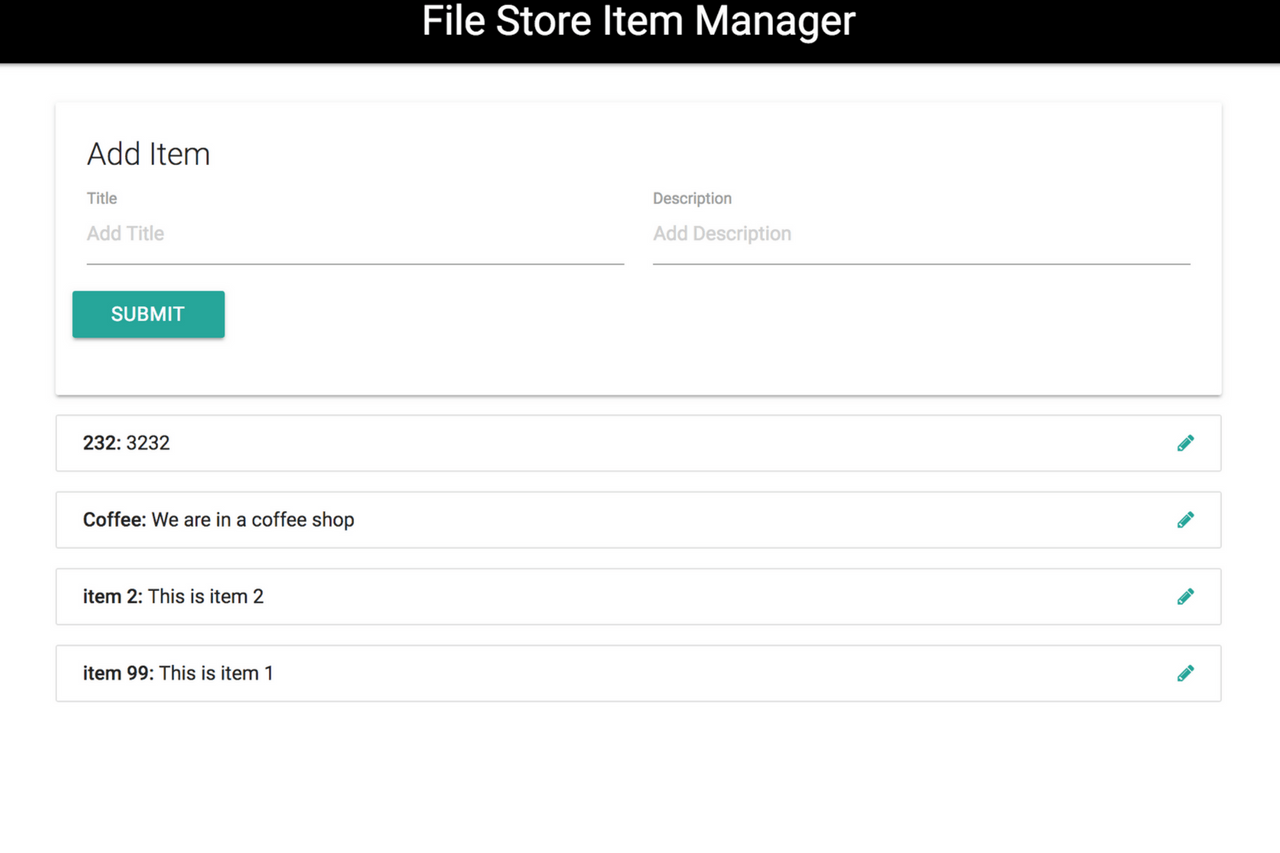 File Store Item Manager
Add Item
Title
Description
Add Title
Add Description
SUBMIT
232: 3232
Coffee: We are in a coffee shop
item 2: This is item 2
item 99: This is item 1